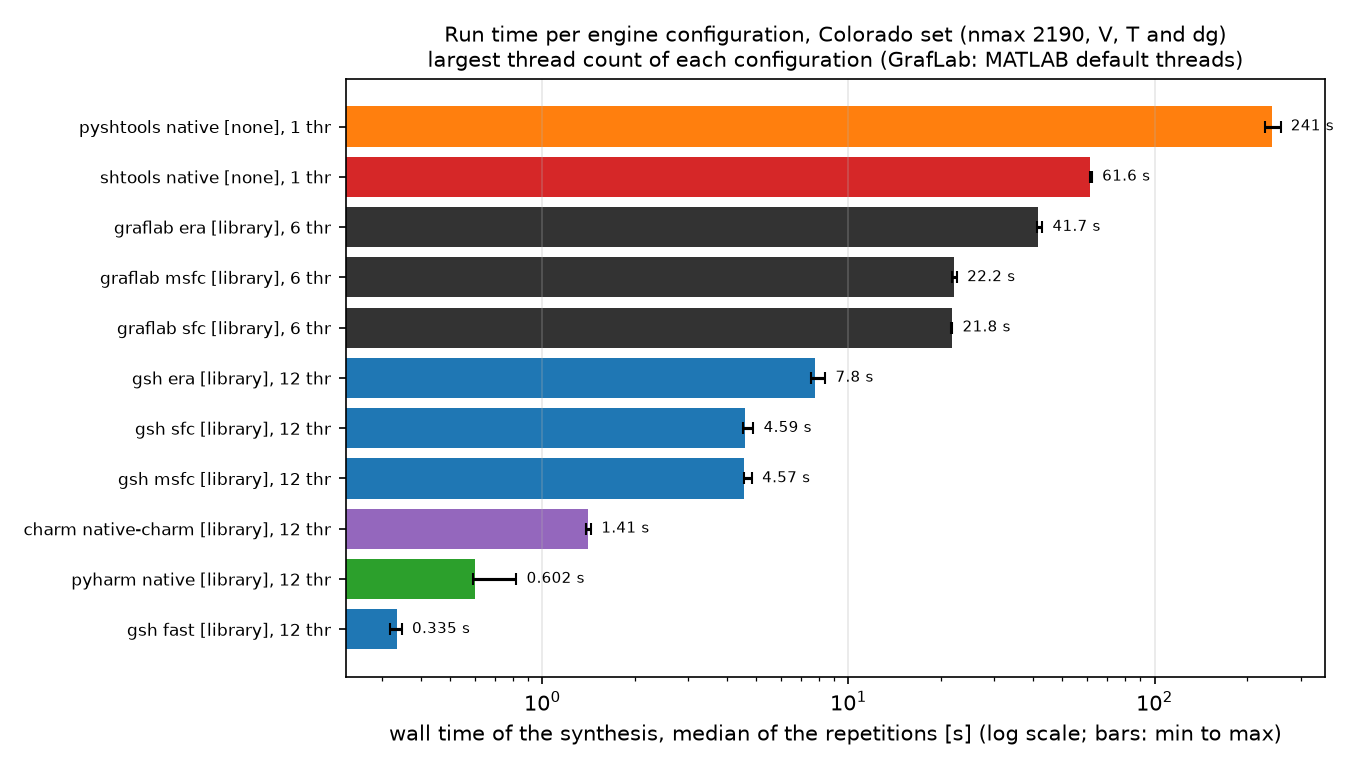 Run time per engine configuration, Colorado set (nmax 2190, V, T and dg)
largest thread count of each configuration (GrafLab: MATLAB default threads)
pyshtools native [none], 1 thr
241 s
shtools native [none], 1 thr
61.6 s
graflab era [library], 6 thr
41.7 s
graflab msfc [library], 6 thr
22.2 s
graflab sfc [library], 6 thr
21.8 s
gsh era [library], 12 thr
7.8 s
gsh sfc [library], 12 thr
4.59 s
gsh msfc [library], 12 thr
4.57 s
charm native-charm [library], 12 thr
1.41 s
pyharm native [library], 12 thr
0.602 s
gsh fast [library], 12 thr
0.335 s
10⁰ 10¹ 10²
wall time of the synthesis, median of the repetitions [s] (log scale; bars: min to max)